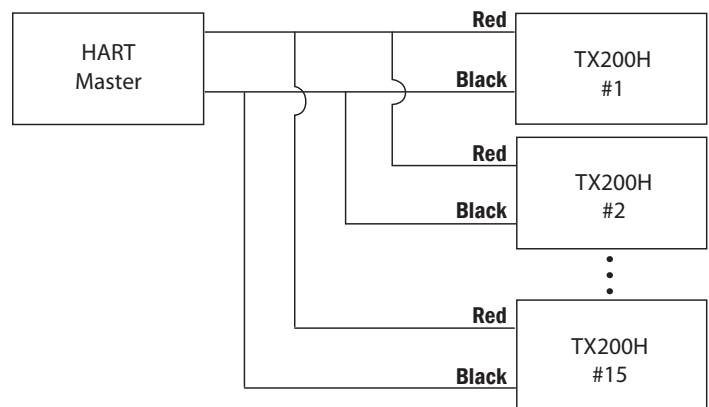 HART
Master
Red
TX200H
#1
Black
Red
TX200H
#2
Black
Red
TX200H
#15
Black